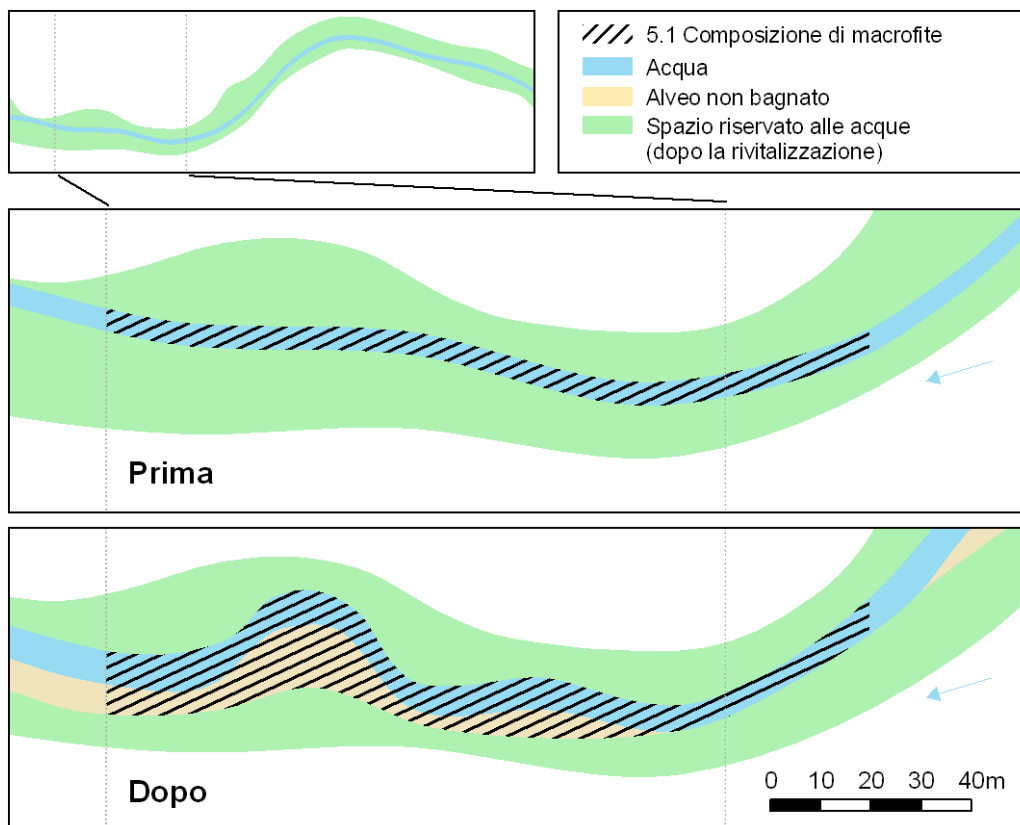 5.1 Composizione di macrofite
Acqua
Alveo non bagnato
Spazio riservato alle acque
(dopo la rivitalizzazione)
Prima
Dopo
0 10 20 30 40m